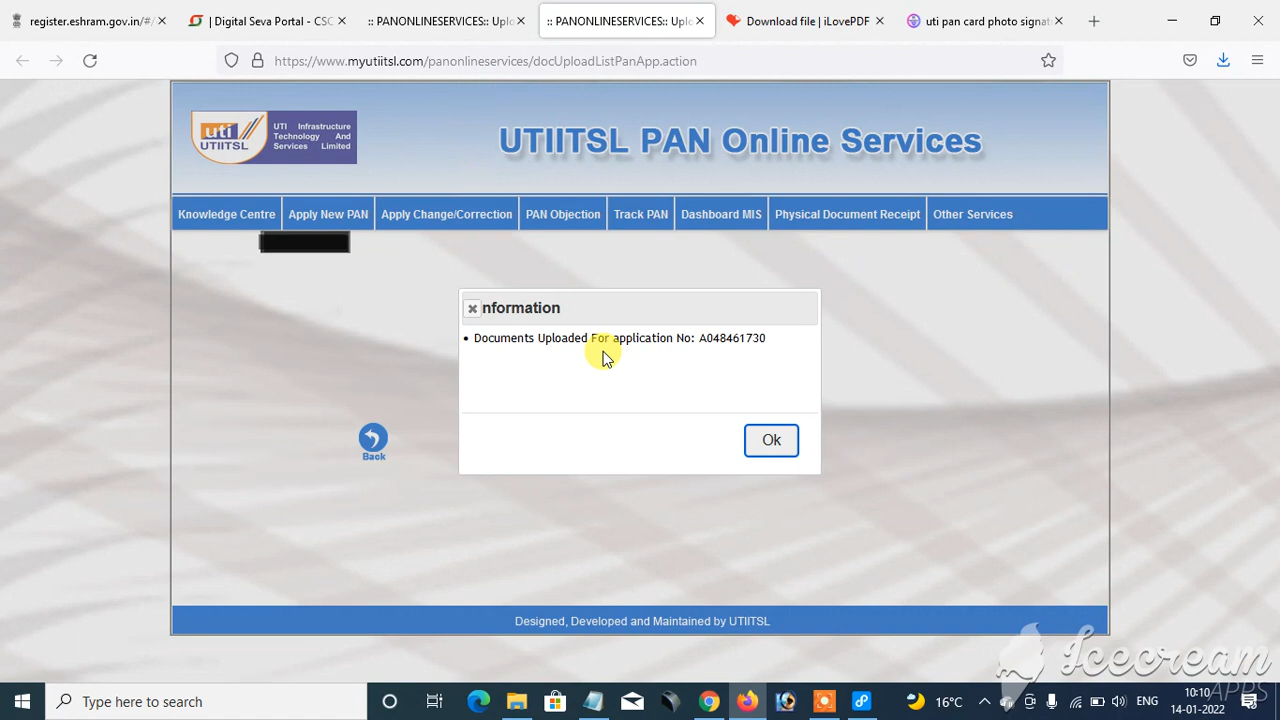 register.eshram.gov.in/#/
| Digital Seva Portal - CSC
:: PANONLINESERVICES:: Uplo
:: PANONLINESERVICES:: Uplo
Download file | iLovePDF
uti pan card photo signat
https://www.myutiitsl.com/panonlineservices/docUploadListPanApp.action
uti
UTIITSL
UTI Infrastructure
Technology And
Services Limited
UTIITSL PAN Online Services
Knowledge Centre
Apply New PAN
Apply Change/Correction
PAN Objection
Track PAN
Dashboard MIS
Physical Document Receipt
Other Services
nformation
• Documents Uploaded For application No: A048461730
Ok
Back
Designed, Developed and Maintained by UTIITSL
Icecream
APPS
Type here to search
16°C
ENG
10:10
14-01-2022